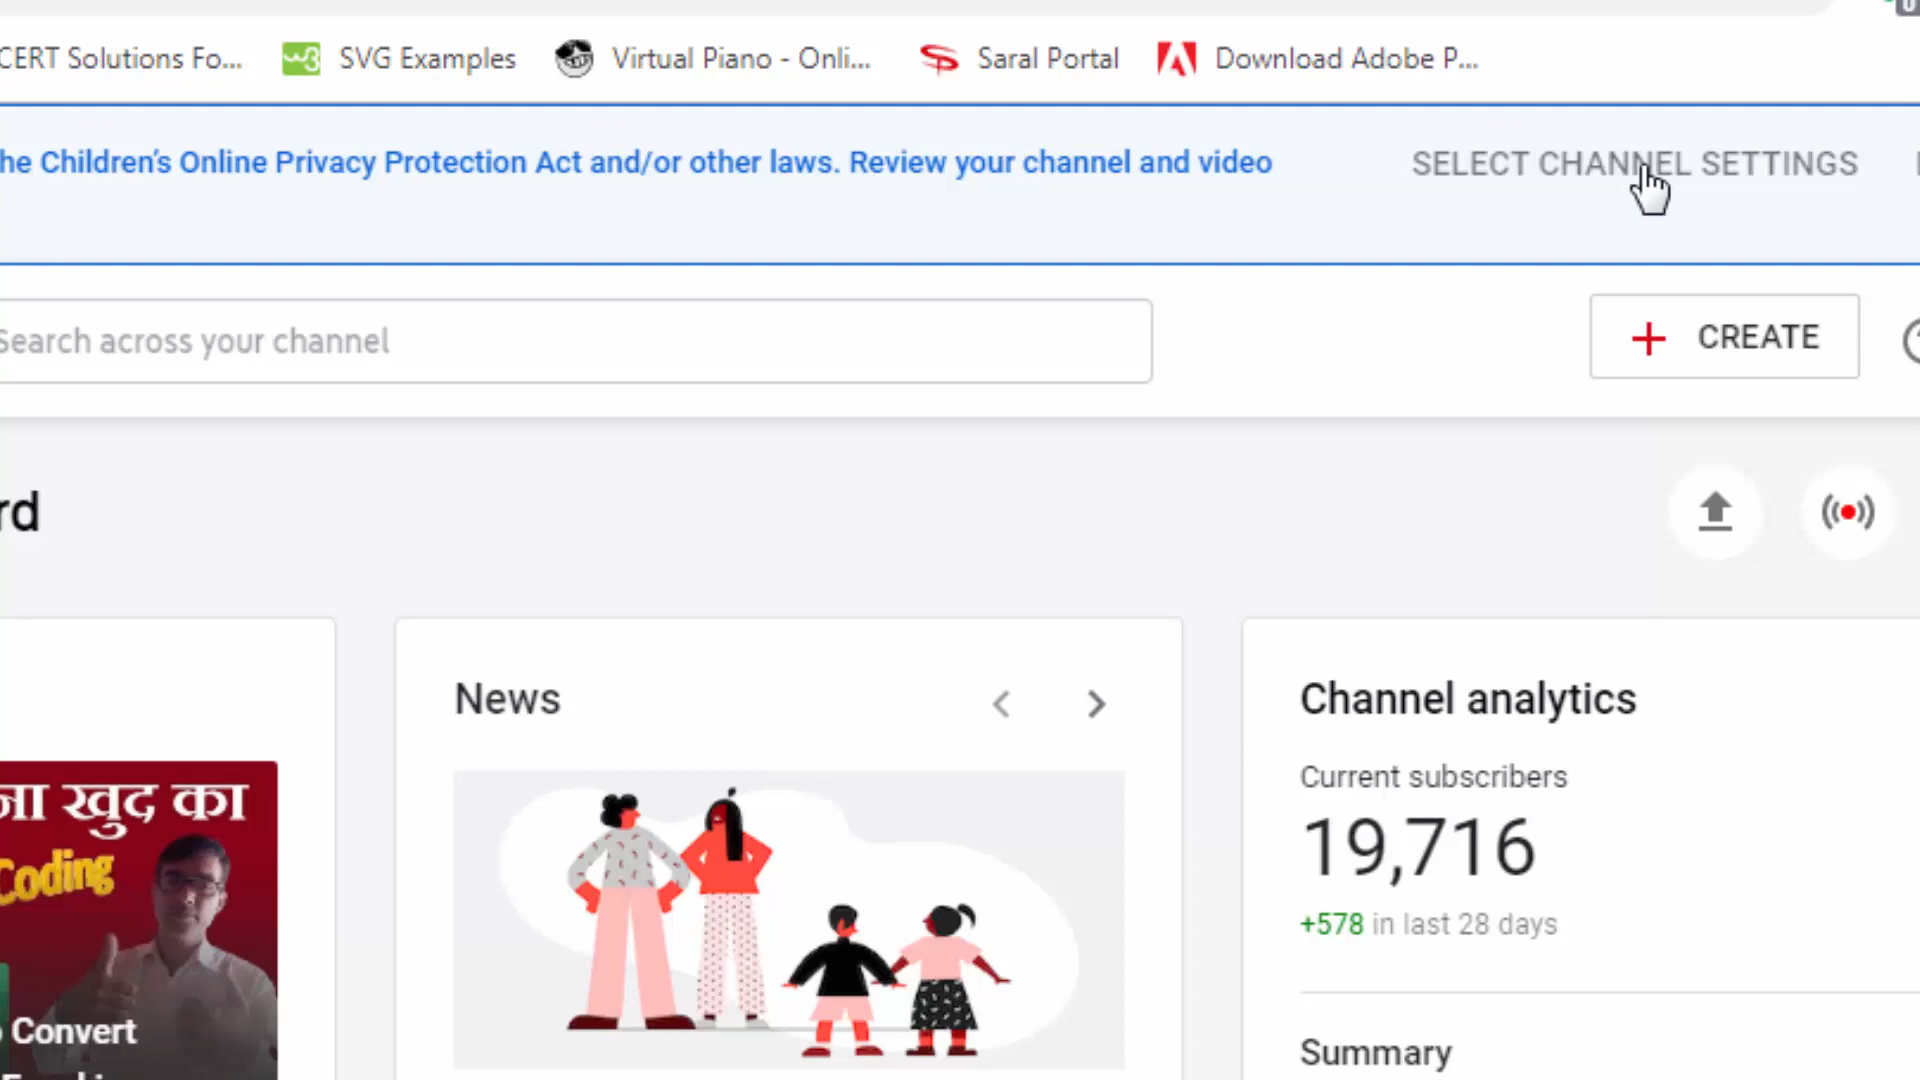 CERT Solutions Fo...
SVG Examples
Virtual Piano - Onli...
Saral Portal
Download Adobe P...
he Children's Online Privacy Protection Act and/or other laws. Review your channel and video
SELECT CHANNEL SETTINGS
Search across your channel
CREATE
rd
News
Channel analytics
Current subscribers
19,716
+578 in last 28 days
Summary
ना खुद का
Coding
Convert